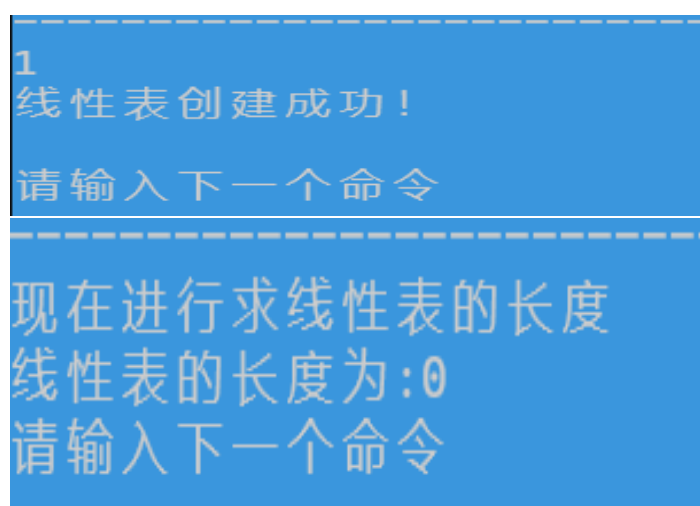 1
线性表创建成功!
请输入下一个命令
现在进行求线性表的长度
线性表的长度为:0
请输入下一个命令